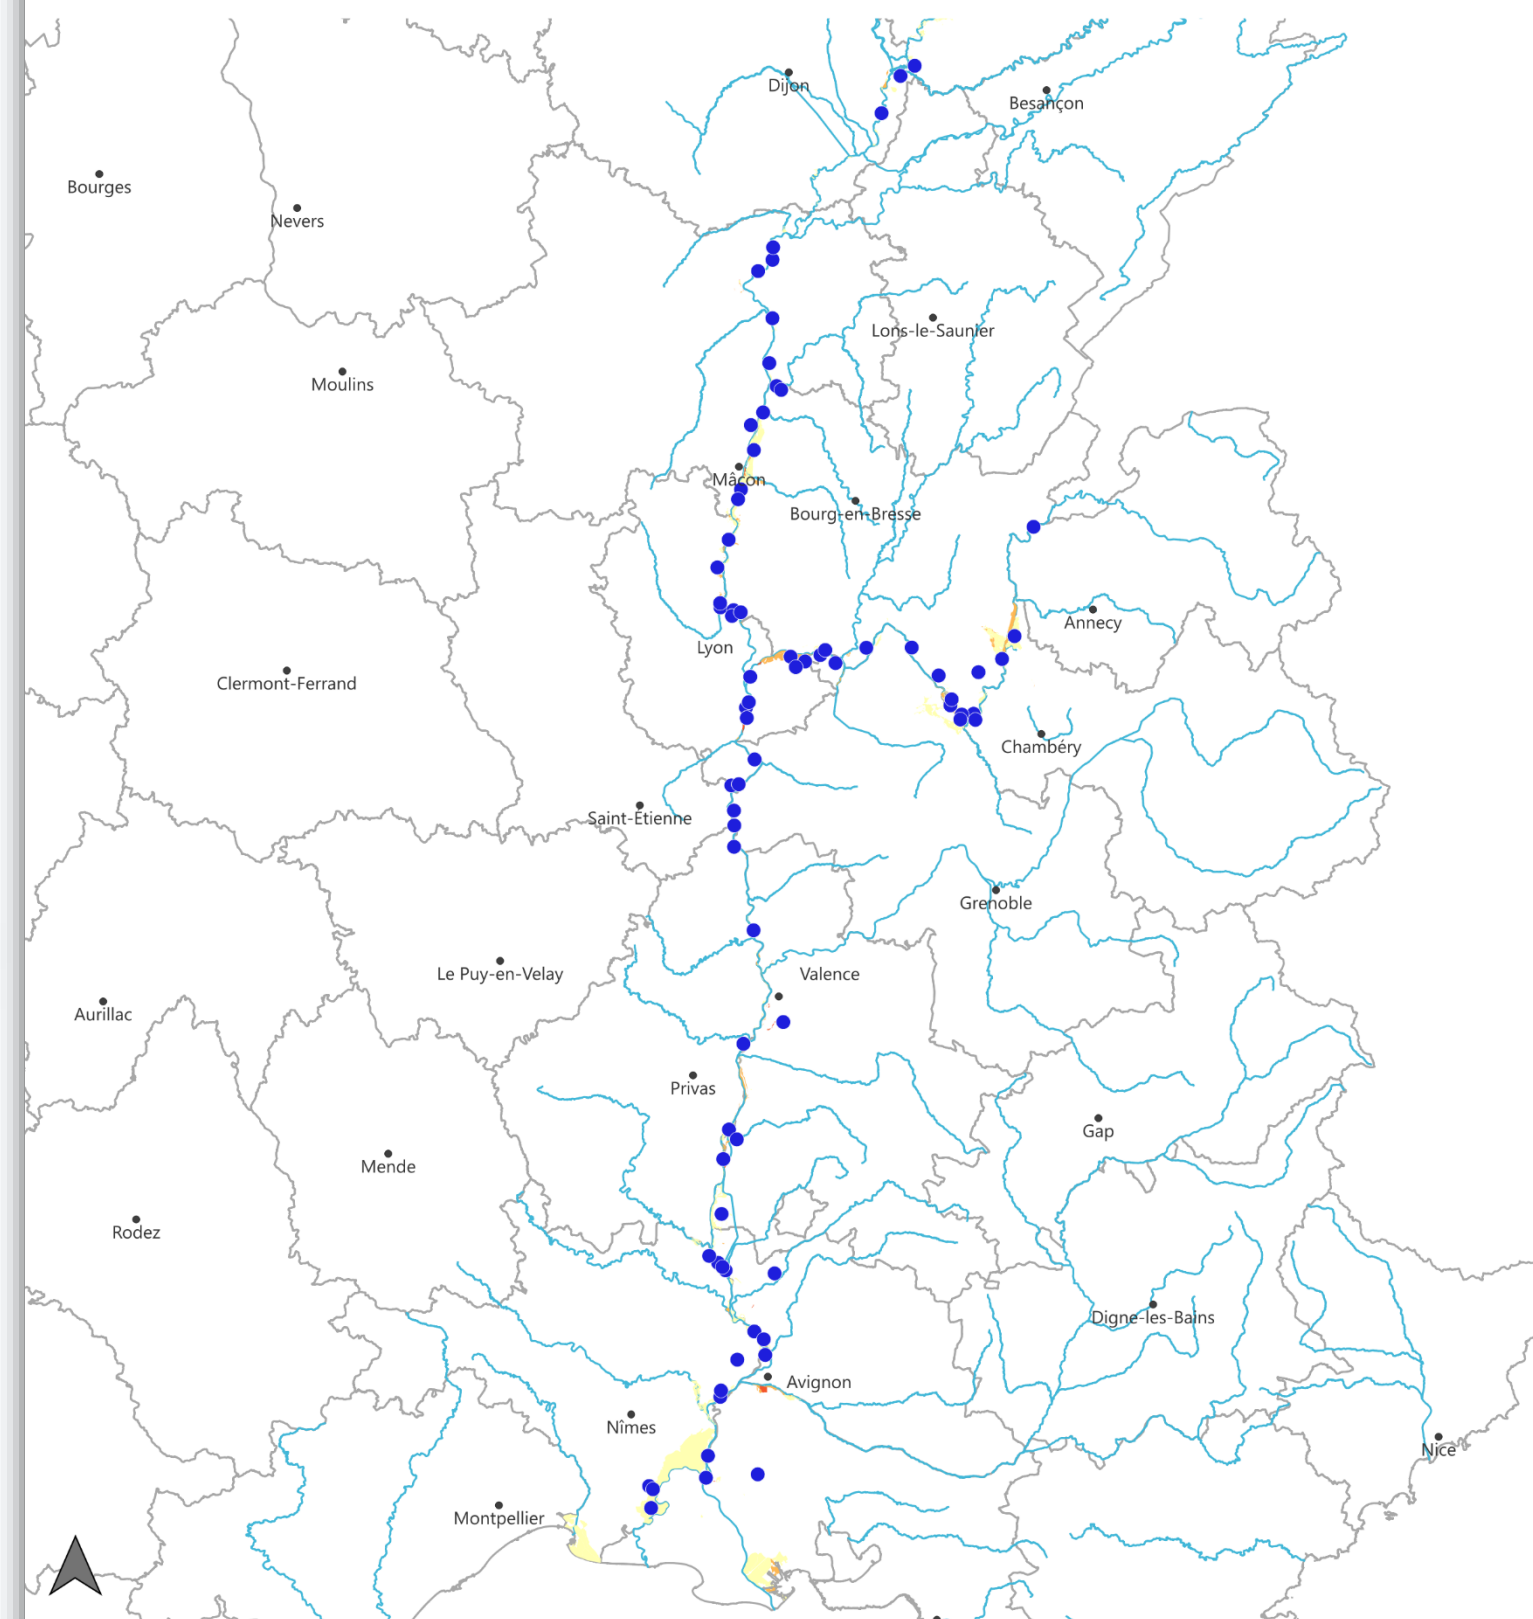 Dijon
Besançon
Bourges
Nevers
Lons-le-Saunier
Moulins
Mâcon
Bourg-en-Bresse
Annecy
Lyon
Clermont-Ferrand
Chambéry
Saint-Etienne
Grenoble
Le Puy-en-Velay
Valence
Aurillac
Privas
Gap
Mende
Rodez
Digne-les-Bains
Avignon
Nîmes
Nice
Montpellier